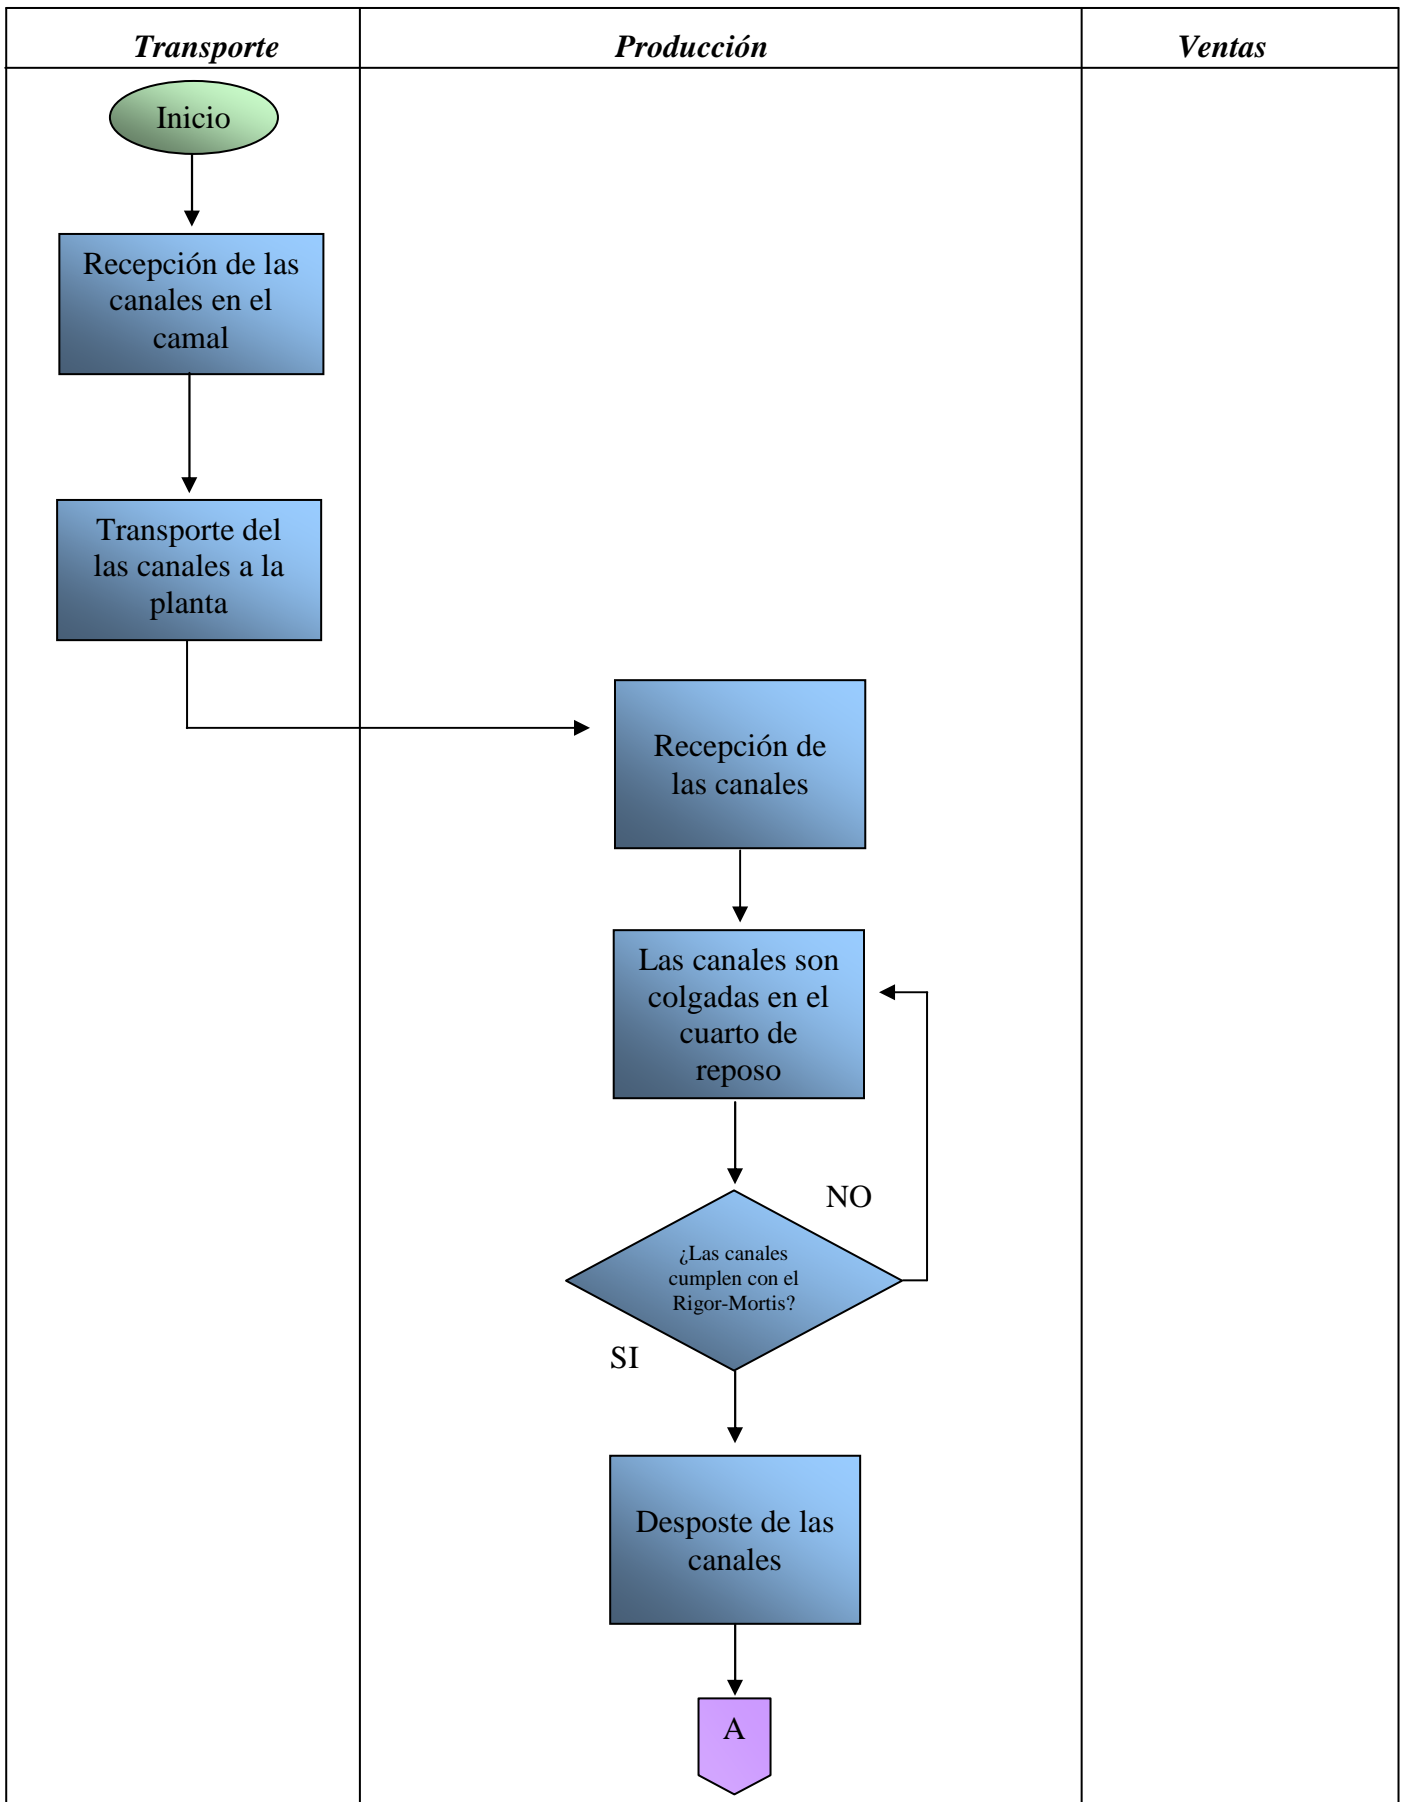 Transporte
Producción
Ventas
Inicio
Recepción de las
canales en el
camal
Transporte del
las canales a la
planta
Recepción de
las canales
Las canales son
colgadas en el
cuarto de
reposo
NO
¿Las canales
cumplen con el
Rigor-Mortis?
SI
Desposte de las
canales
A